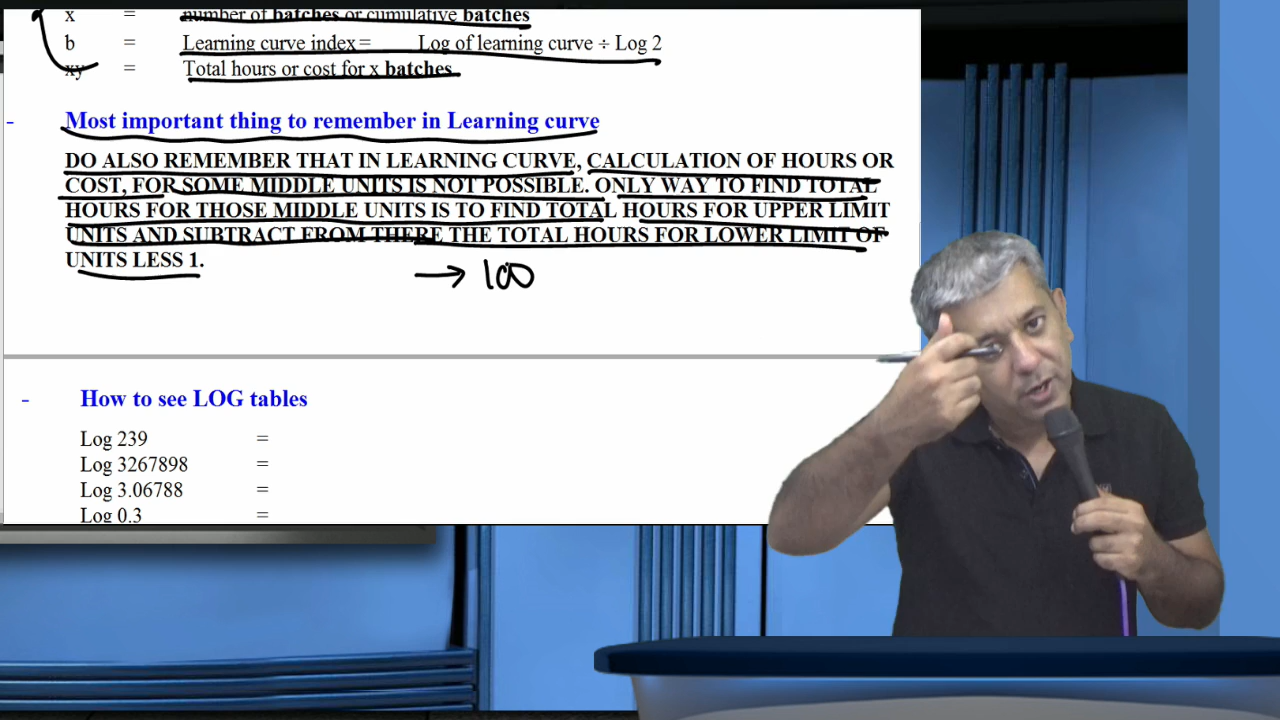 x = number of batches or cumulative batches
b = Learning curve index = Log of learning curve ÷ Log 2
xy = Total hours or cost for x batches
- Most important thing to remember in Learning curve
DO ALSO REMEMBER THAT IN LEARNING CURVE, CALCULATION OF HOURS OR
COST, FOR SOME MIDDLE UNITS IS NOT POSSIBLE. ONLY WAY TO FIND TOTAL
HOURS FOR THOSE MIDDLE UNITS IS TO FIND TOTAL HOURS FOR UPPER LIMIT
UNITS AND SUBTRACT FROM THERE THE TOTAL HOURS FOR LOWER LIMIT OF
UNITS LESS 1.
→ 100
- How to see LOG tables
Log 239 =
Log 3267898 =
Log 3.06788 =
Log 0.3 =